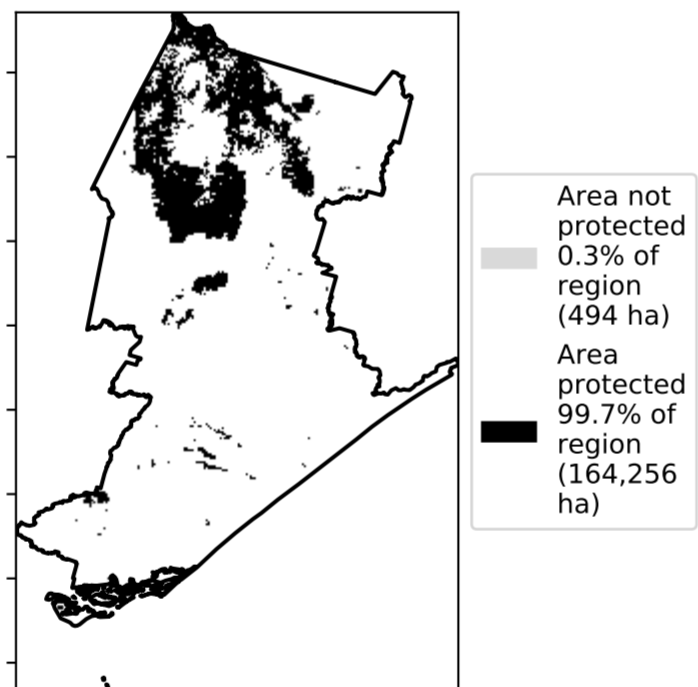 Area not
protected
0.3% of
region
(494 ha)
Area
protected
99.7% of
region
(164,256
ha)